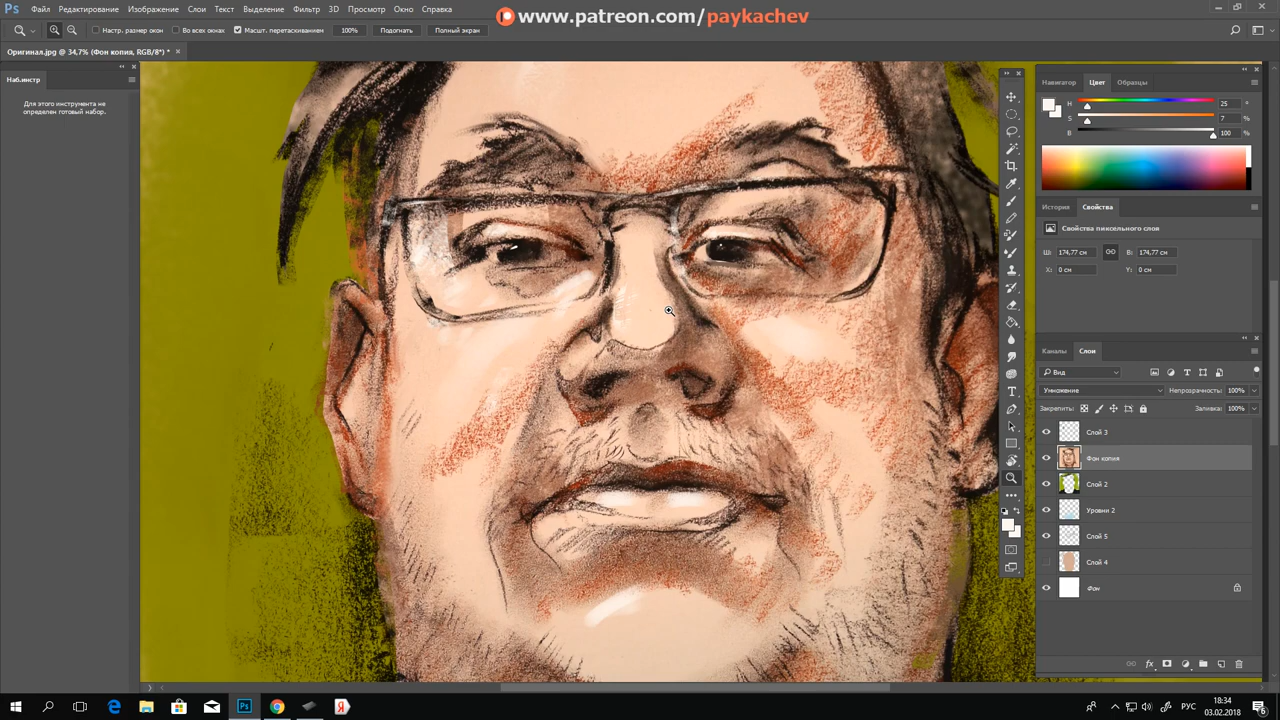 Ps Файл Редактирование Изображение Слои Текст Выделение Фильтр 3D Просмотр Окно Справка
www.patreon.com/paykachev
Настр. размер окон Во всех окнах Масшт. перетаскиванием 100% Подогнать Полный экран
Оригинал.jpg @ 34,7% (Фон копия, RGB/8*) * ×
Наб.инстр
Для этого инструмента не
определен готовый набор.
Навигатор Цвет Образцы
H 25 °
S 7 %
B 100 %
История Свойства
Свойства пиксельного слоя
Ш: 174,77 см В: 174,77 см
X: 0 см Y: 0 см
Каналы Слои
Вид
Умножение Непрозрачность: 100%
Закрепить: Заливка: 100%
Слой 3
Фон копия
Слой 2
Уровни 2
Слой 5
Слой 4
Фон
fx
Ps
РУС
18:34
03.02.2018